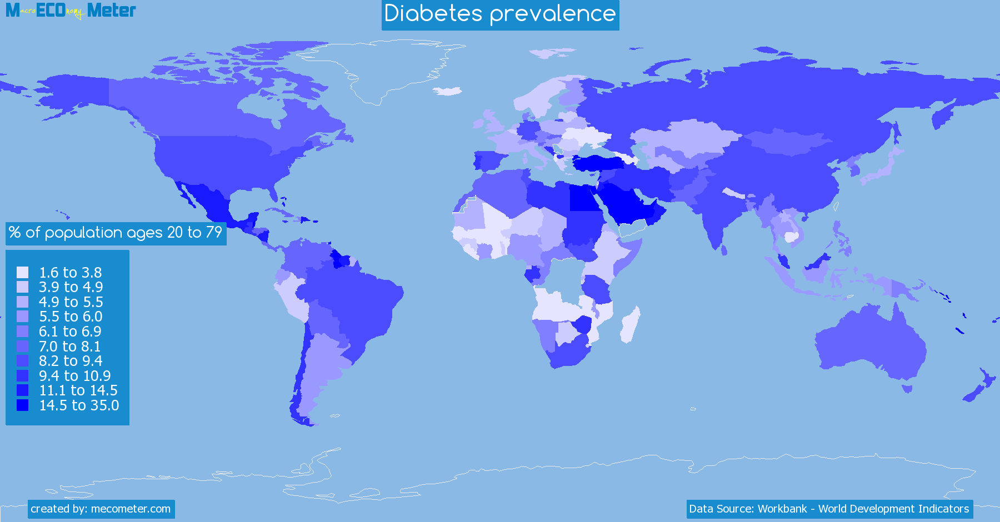 MacroECOnomy Meter
Diabetes prevalence
% of population ages 20 to 79
1.6 to 3.8
3.9 to 4.9
4.9 to 5.5
5.5 to 6.0
6.1 to 6.9
7.0 to 8.1
8.2 to 9.4
9.4 to 10.9
11.1 to 14.5
14.5 to 35.0
created by: mecometer.com
Data Source: Workbank - World Development Indicators